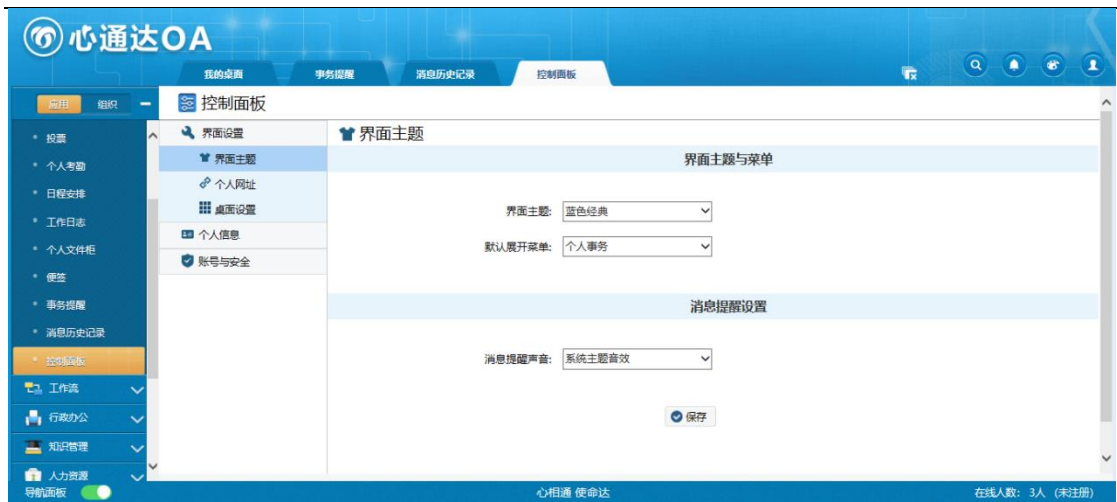 心通达OA
我的桌面 事务提醒 消息历史记录 控制面板
应用 组织
控制面板
投票
个人考勤
日程安排
工作日志
个人文件柜
便签
事务提醒
消息历史记录
控制面板
工作流
行政办公
知识管理
人力资源
导航面板
界面设置
界面主题
个人网址
桌面设置
个人信息
账号与安全
界面主题
界面主题与菜单
界面主题: 蓝色经典
默认展开菜单: 个人事务
消息提醒设置
消息提醒声音: 系统主题音效
保存
心相通 使命达
在线人数: 3人 (未注册)